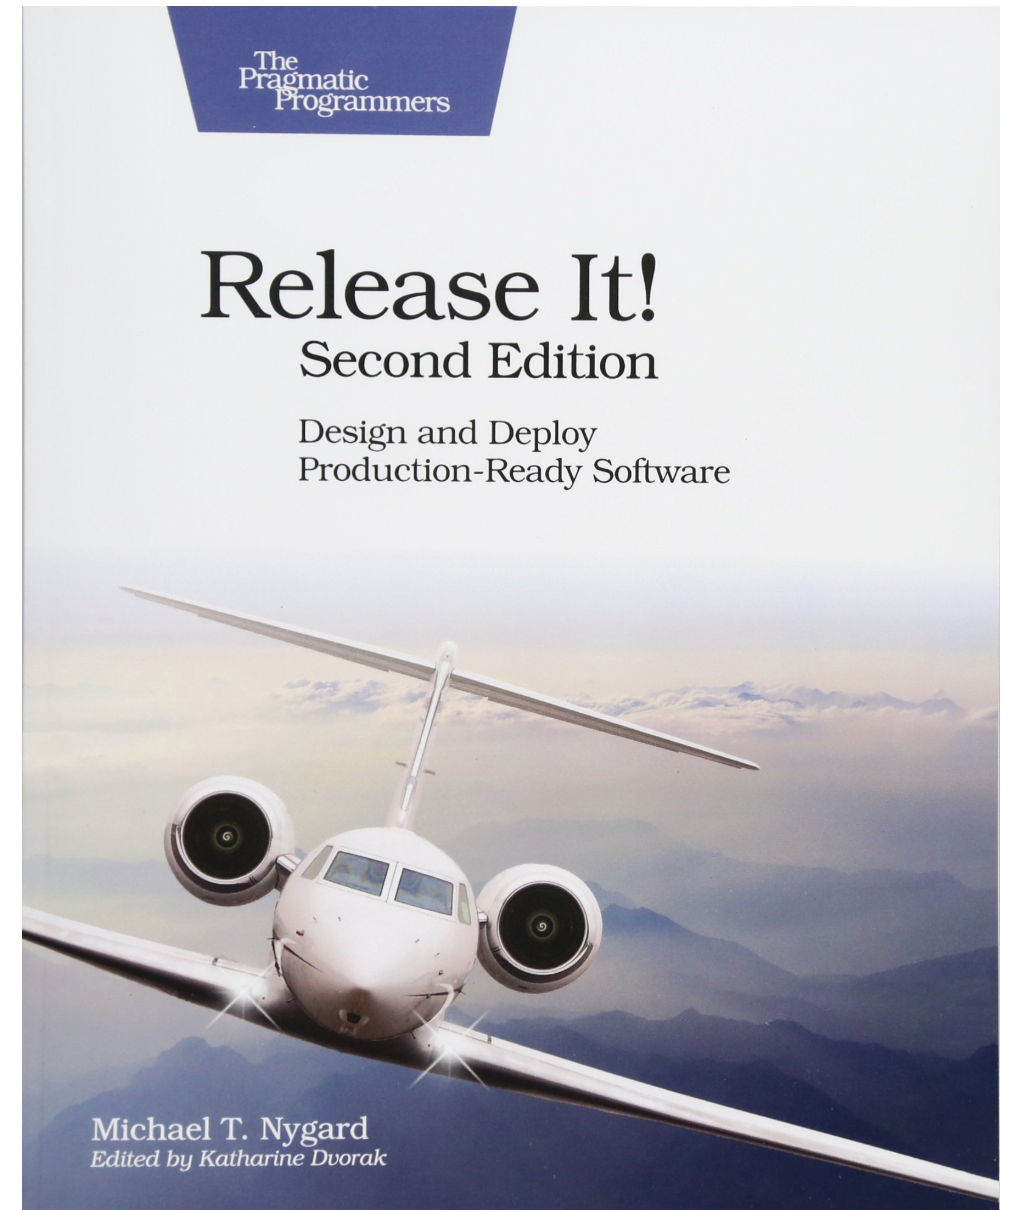 The
Pragmatic
Programmers
Release It!
Second Edition
Design and Deploy
Production-Ready Software
Michael T. Nygard
Edited by Katharine Dvorak